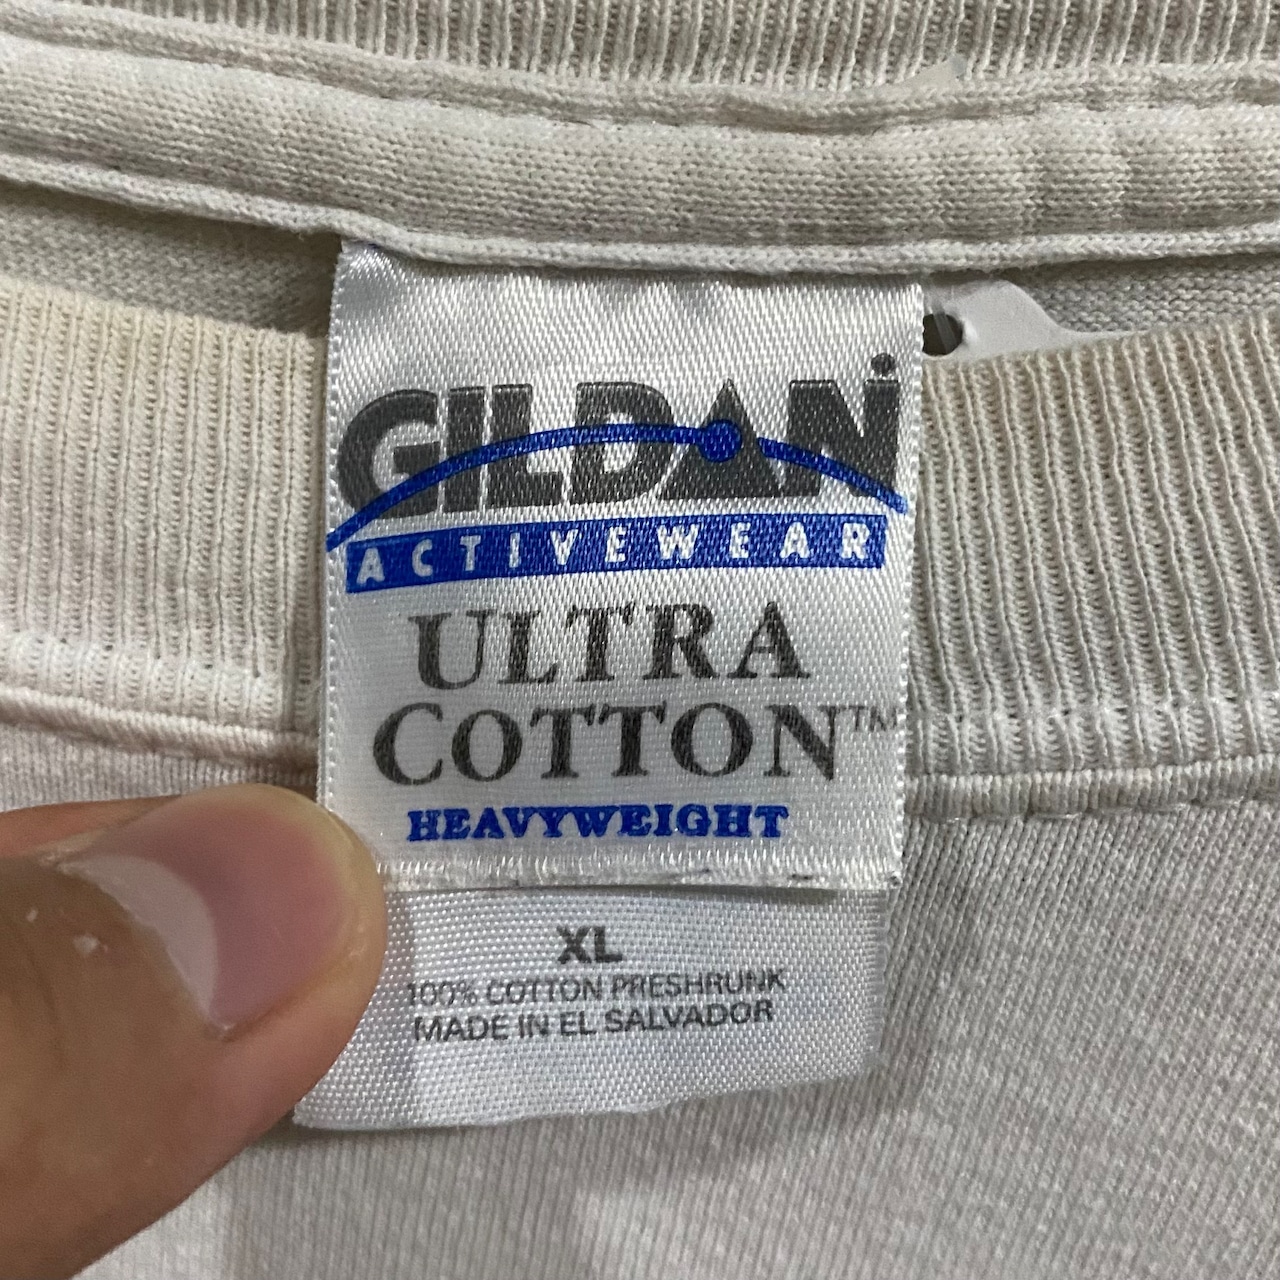 GILDAN
ACTIVEWEAR
ULTRA
COTTON™
HEAVYWEIGHT
XL
100% COTTON PRESHRUNK
MADE IN EL SALVADOR